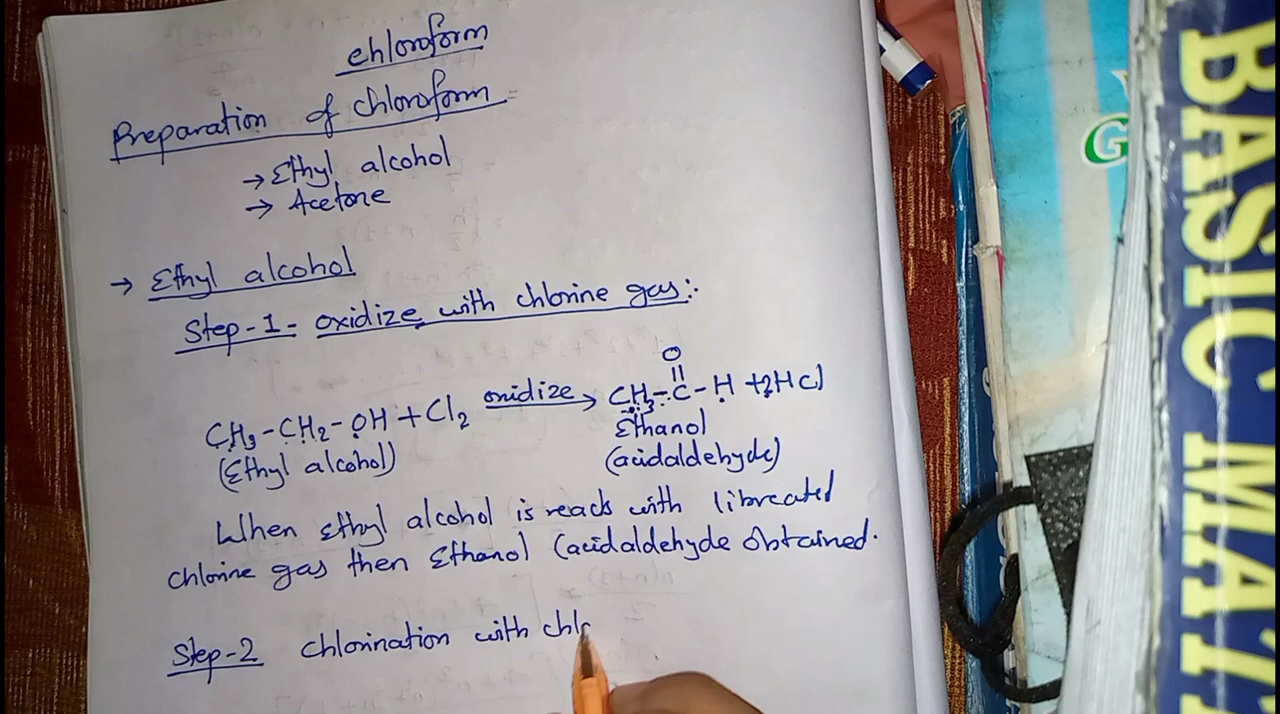 chloroform
Preparation of chloroform
→ Ethyl alcohol
→ Acetone
→ Ethyl alcohol
Step-1- oxidize with chlorine gas:
O
||
CH3-CH2-OH + Cl2 oxidize → CH3-C-H + 2HCl
(Ethyl alcohol) Ethanol
(acidaldehyde)
When Ethyl alcohol is reacts with libreated
chlorine gas then Ethanol (acidaldehyde obtained.
Step-2 chlorination with chlo
BASIC MAT
G